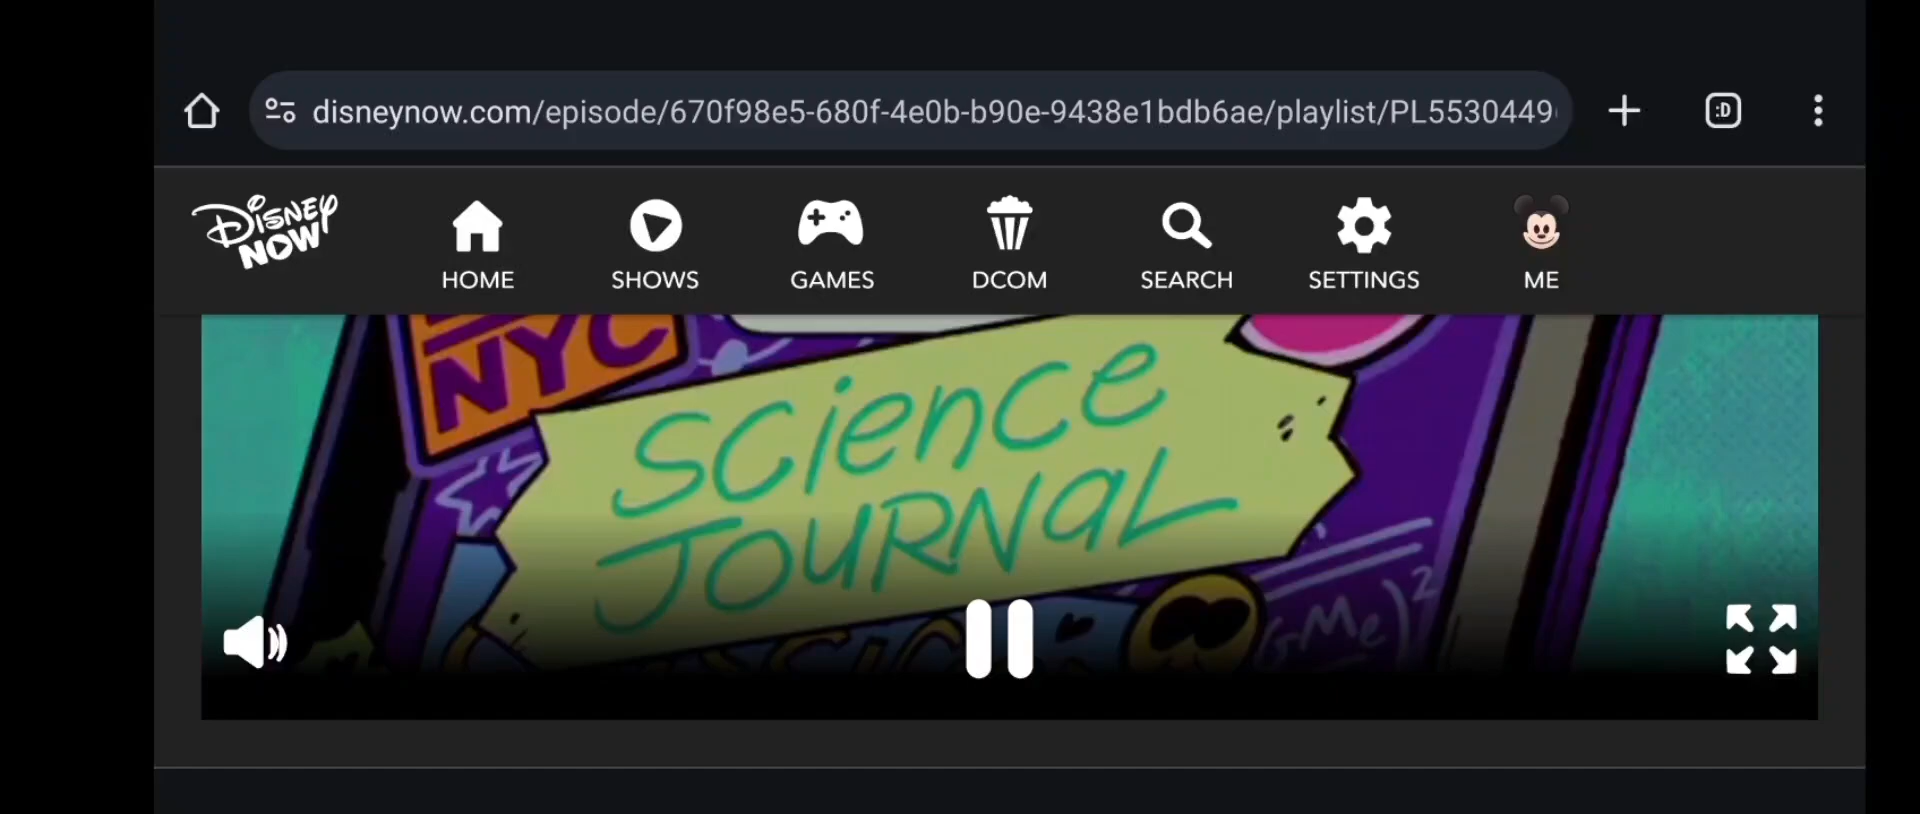 disneynow.com/episode/670f98e5-680f-4e0b-b90e-9438e1bdb6ae/playlist/PL5530449
:D
DISNEY
NOW
HOME
SHOWS
GAMES
DCOM
SEARCH
SETTINGS
ME
NYC
SCieNCe
JOURNaL